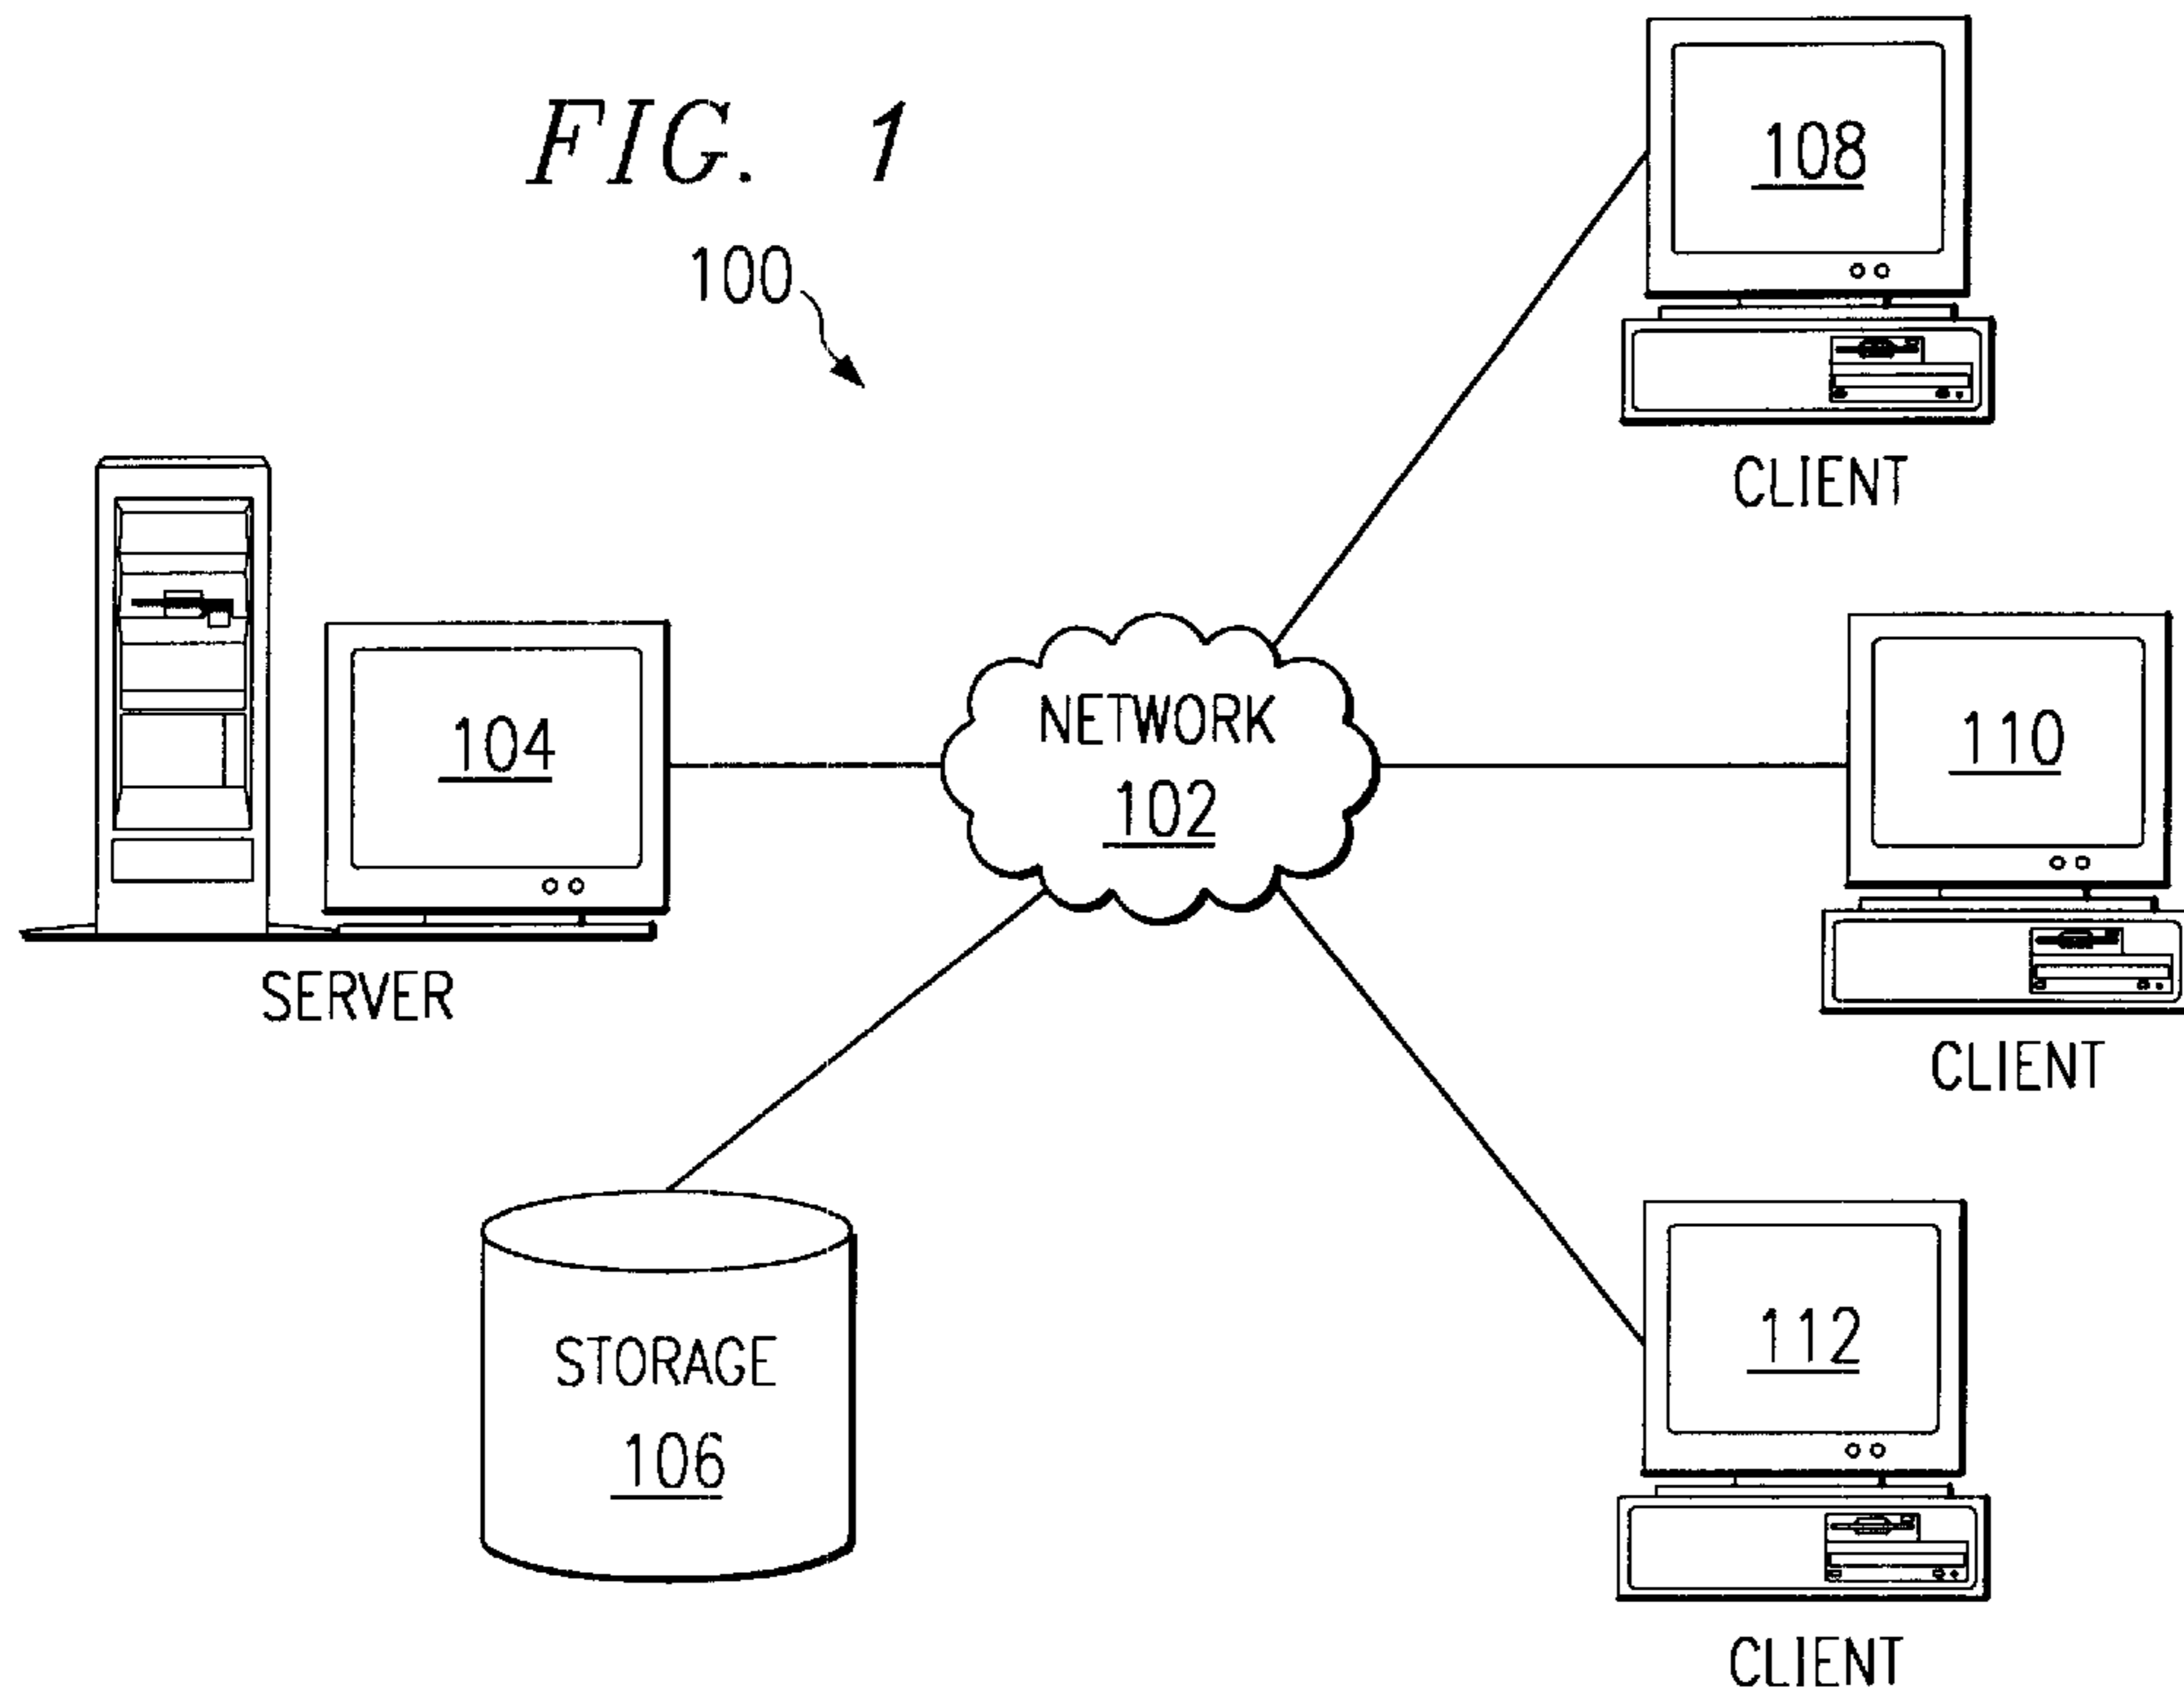 FIG. 1
100
108
CLIENT
104
SERVER
NETWORK
102
110
CLIENT
STORAGE
106
112
CLIENT